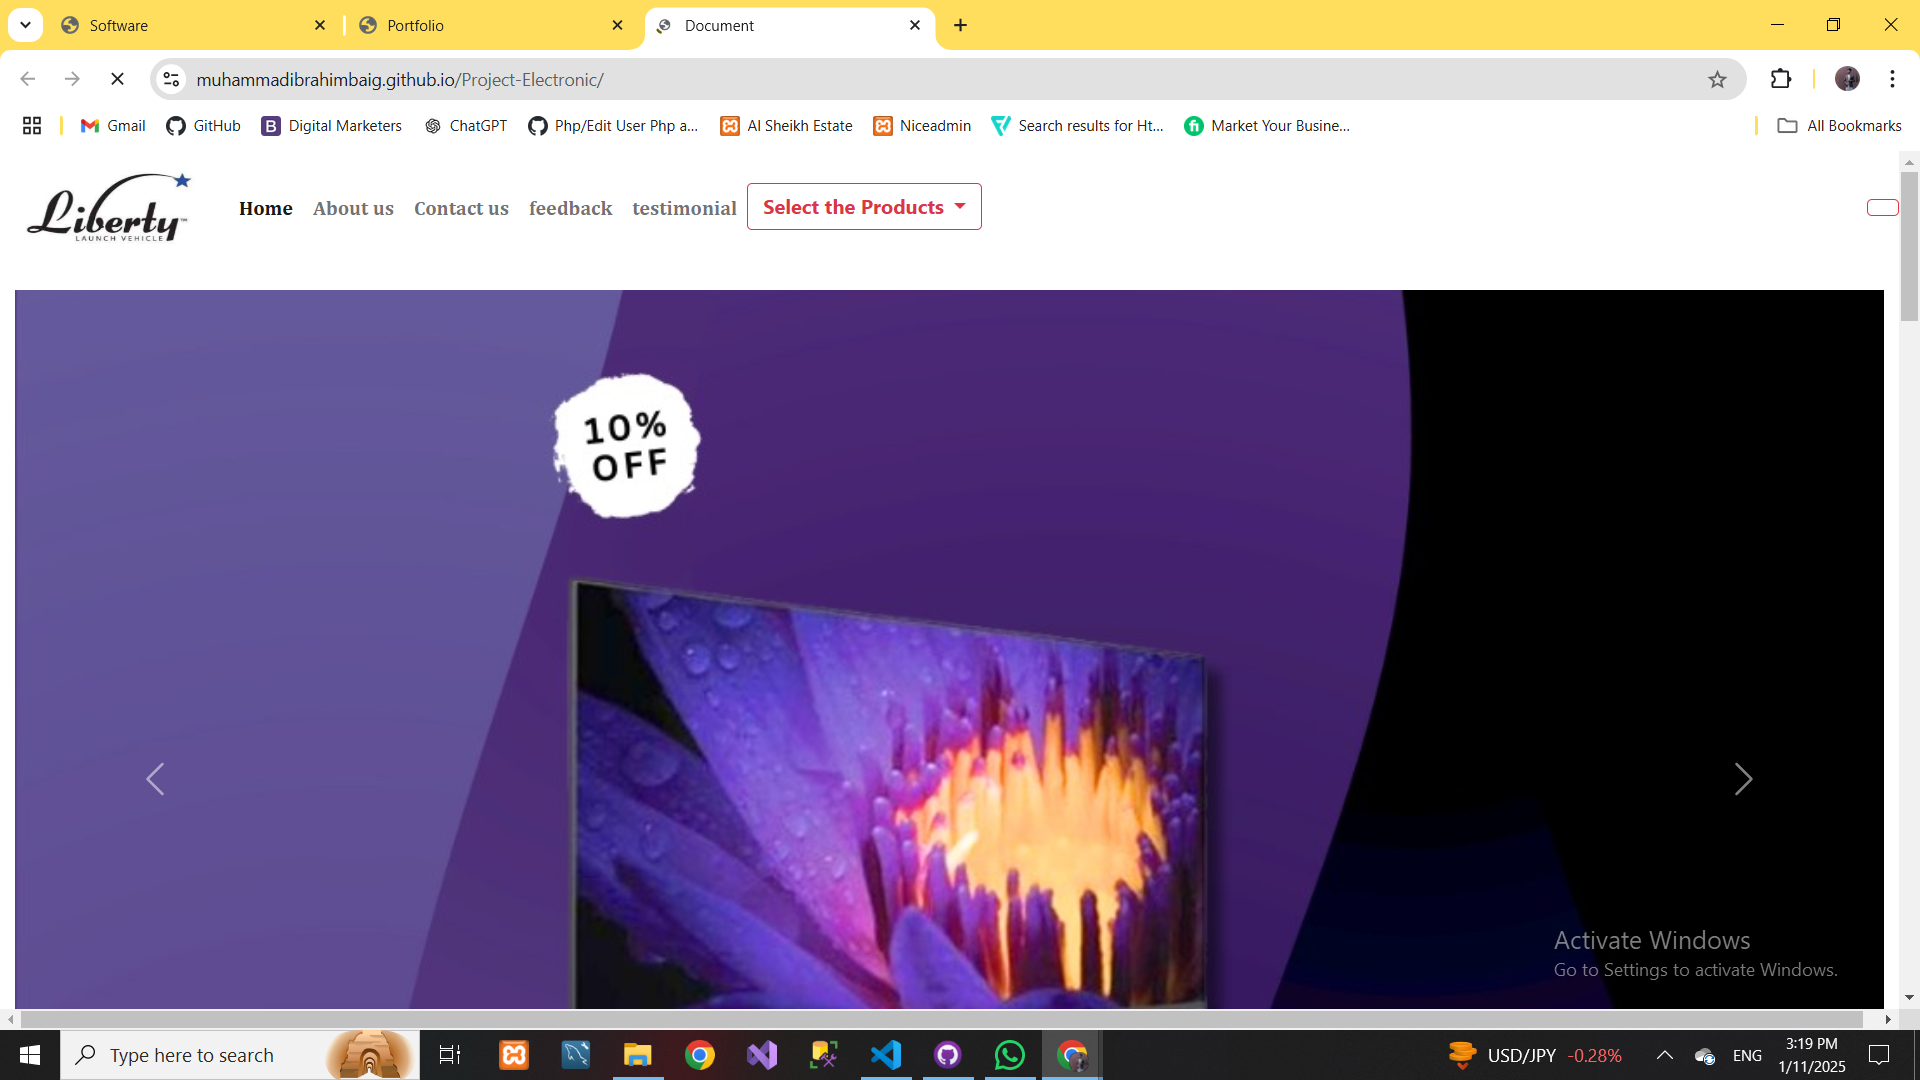 Software
Portfolio
Document
muhammadibrahimbaig.github.io/Project-Electronic/
Gmail
GitHub
Digital Marketers
ChatGPT
Php/Edit User Php a...
Al Sheikh Estate
Niceadmin
Search results for Ht...
Market Your Busine...
All Bookmarks
Liberty™
LAUNCH VEHICLE
Home
About us
Contact us
feedback
testimonial
Select the Products
10%
OFF
Activate Windows
Go to Settings to activate Windows.
Type here to search
USD/JPY -0.28%
ENG
3:19 PM
1/11/2025